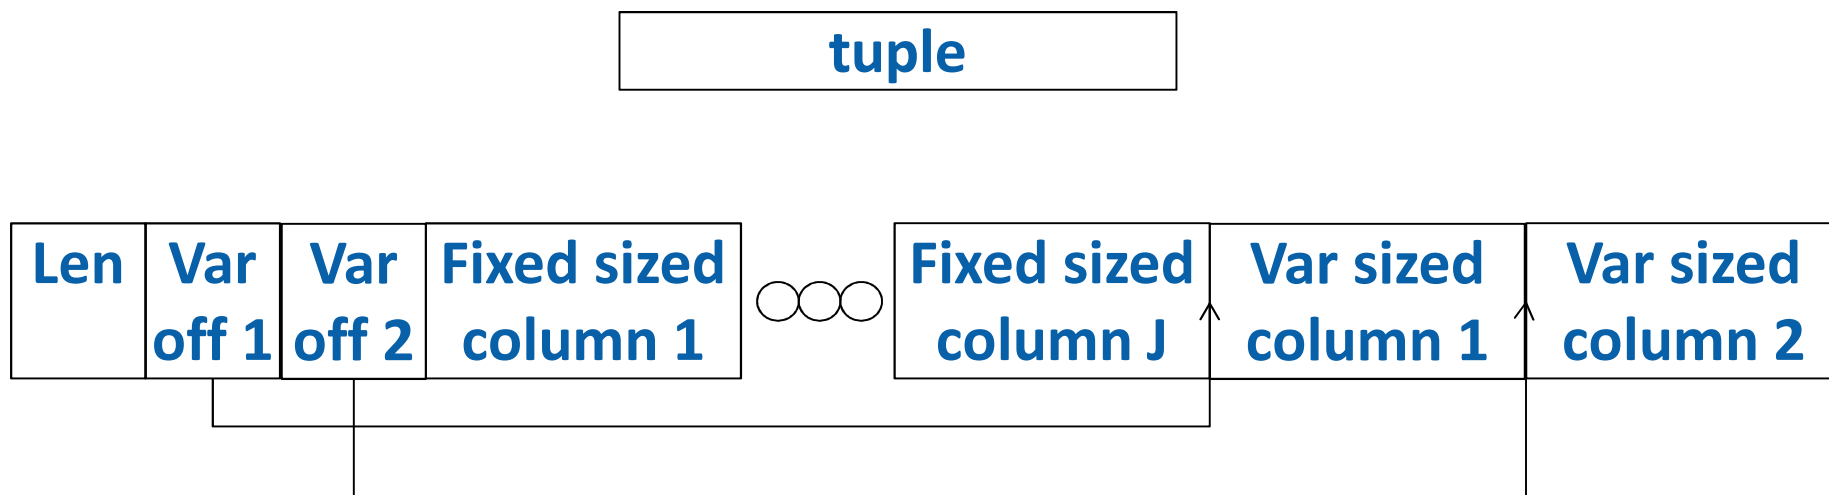 tuple
Len Var Var Fixed sized Fixed sized Var sized Var sized
off 1 off 2 column 1 column J column 1 column 2